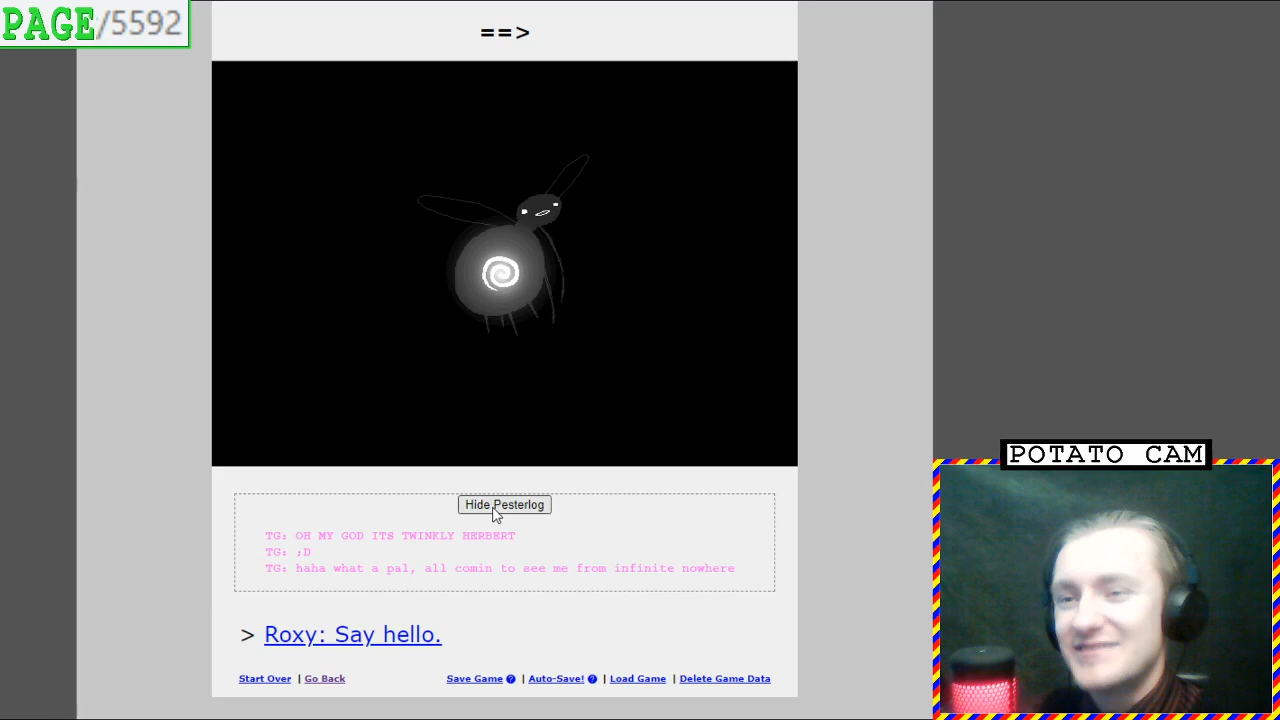 PAGE/5592
==>
Hide Pesterlog
TG: OH MY GOD ITS TWINKLY HERBERT
TG: ;D
TG: haha what a pal, all comin to see me from infinite nowhere
> Roxy: Say hello.
Start Over | Go Back Save Game ? | Auto-Save! ? | Load Game | Delete Game Data
POTATO CAM